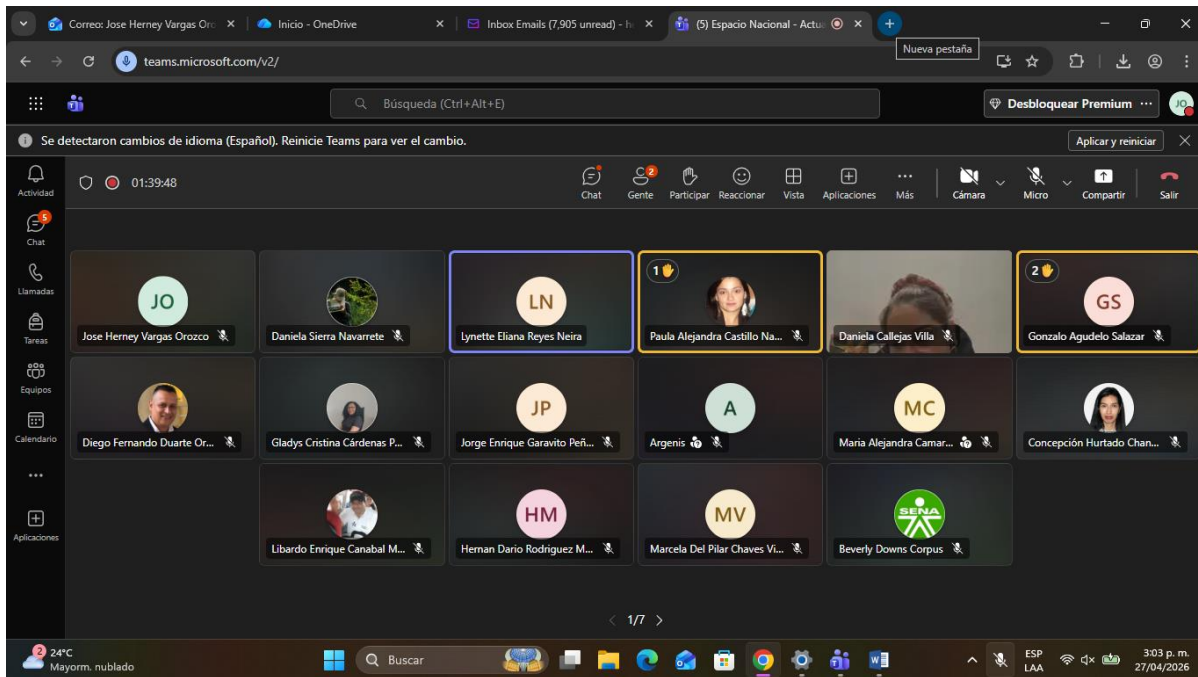 Correo: Jose Herney Vargas Oro
Inicio - OneDrive
Inbox Emails (7,905 unread) - h
(5) Espacio Nacional - Actu
Nueva pestaña
teams.microsoft.com/v2/
Búsqueda (Ctrl+Alt+E)
Desbloquear Premium
JO
Se detectaron cambios de idioma (Español). Reinicie Teams para ver el cambio.
Aplicar y reiniciar
01:39:48
2
Chat
Gente
Participar
Reaccionar
Vista
Aplicaciones
Más
Cámara
Micro
Compartir
Salir
Actividad
5
Chat
Llamadas
Tareas
Equipos
Calendario
Aplicaciones
JO
Jose Herney Vargas Orozco
Daniela Sierra Navarrete
LN
Lynette Eliana Reyes Neira
1
Paula Alejandra Castillo Na...
Daniela Callejas Villa
2
GS
Gonzalo Agudelo Salazar
Diego Fernando Duarte Or...
Gladys Cristina Cárdenas P...
JP
Jorge Enrique Garavito Peñ...
A
Argenis
MC
Maria Alejandra Camar...
Concepción Hurtado Chan...
Libardo Enrique Canabal M...
HM
Hernan Dario Rodriguez M...
MV
Marcela Del Pilar Chaves Vi...
SENA
Beverly Downs Corpus
1/7
2
24°C
Mayorm. nublado
Buscar
ESP
LAA
3:03 p. m.
27/04/2026